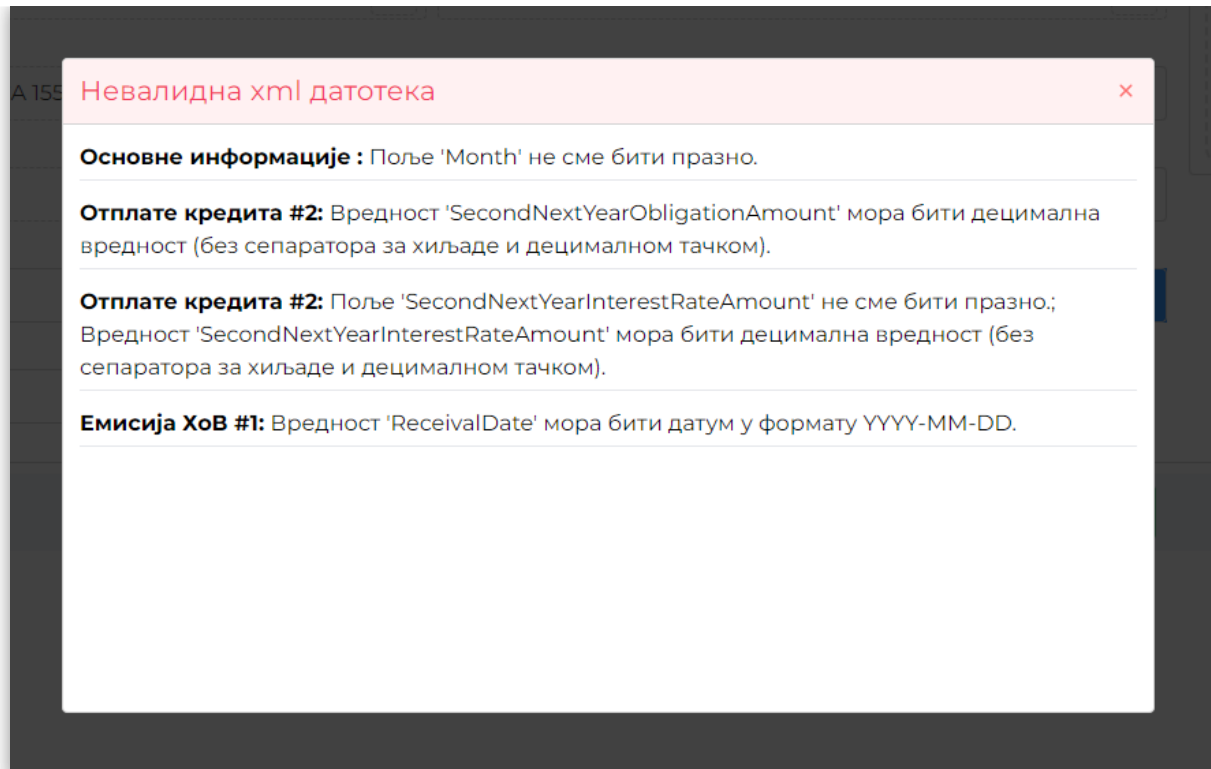 А 155
Невалидна xml датотека ×
Основне информације : Поље 'Month' не сме бити празно.
Отплате кредита #2: Вредност 'SecondNextYearObligationAmount' мора бити децимална
вредност (без сепаратора за хиљаде и децималном тачком).
Отплате кредита #2: Поље 'SecondNextYearInterestRateAmount' не сме бити празно.;
Вредност 'SecondNextYearInterestRateAmount' мора бити децимална вредност (без
сепаратора за хиљаде и децималном тачком).
Емисија ХоВ #1: Вредност 'ReceivalDate' мора бити датум у формату YYYY-MM-DD.